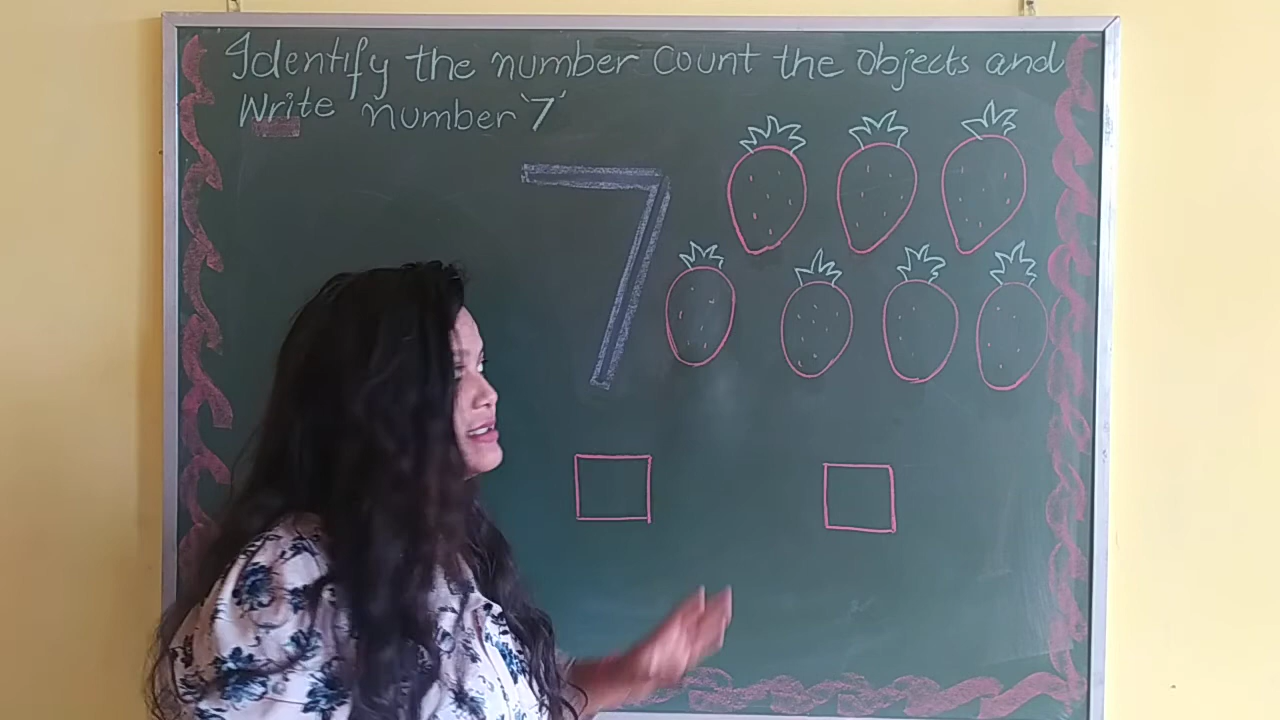 Identify the number Count the objects and
Write number '7'
7